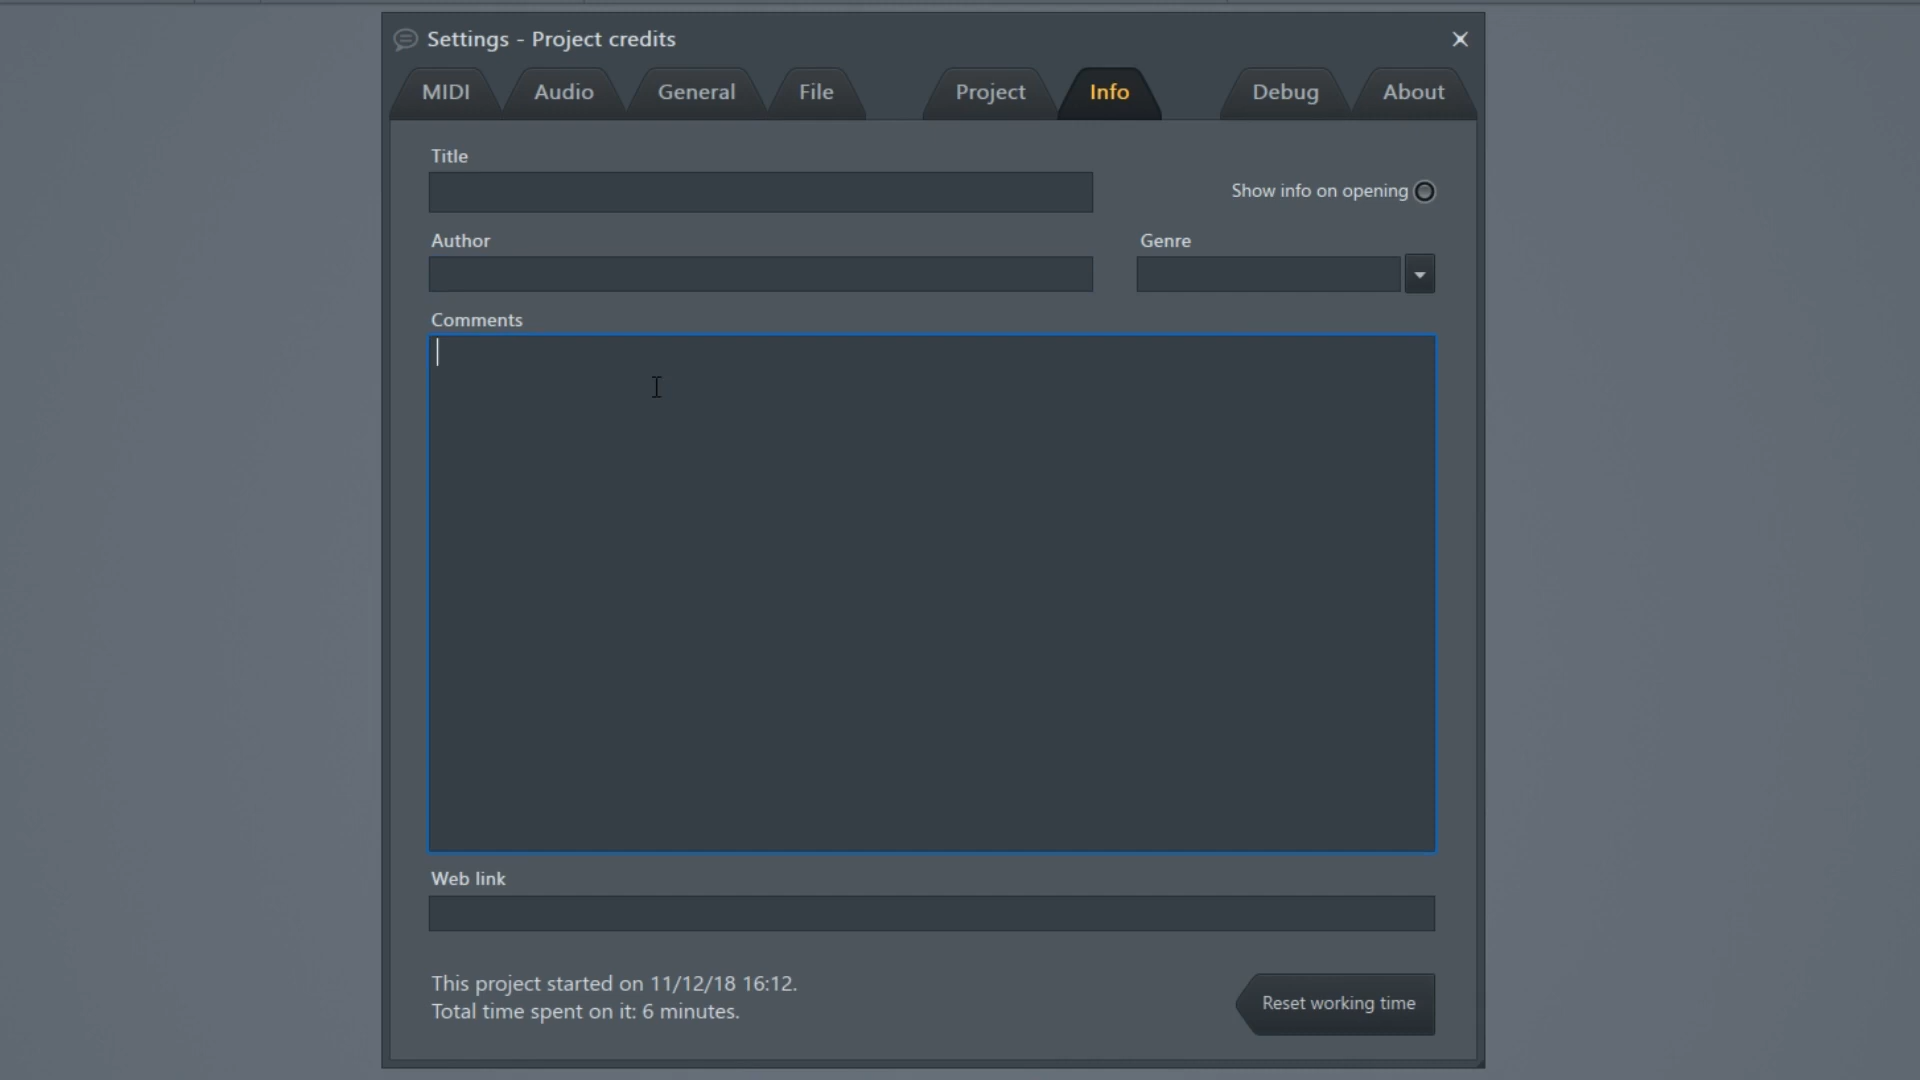 Settings - Project credits
MIDI Audio General File Project Info Debug About
Title
Show info on opening
Author Genre
Comments
Web link
This project started on 11/12/18 16:12.
Total time spent on it: 6 minutes.
Reset working time